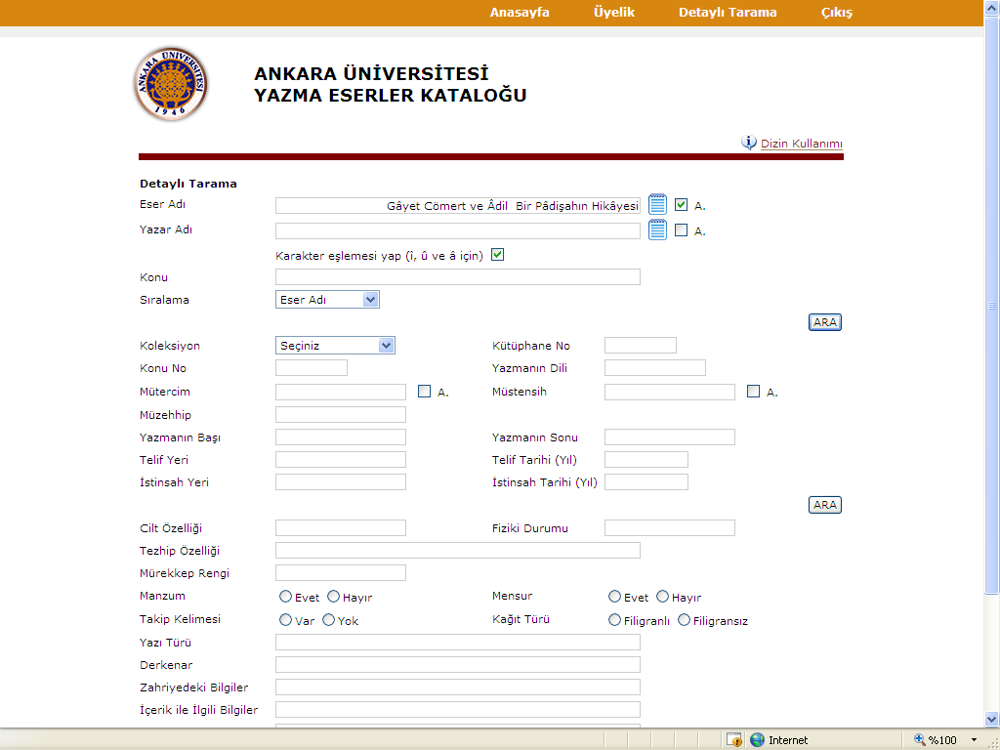 Anasayfa Üyelik Detaylı Tarama Çıkış
ANKARA ÜNİVERSİTESİ
1946
ANKARA ÜNİVERSİTESİ
YAZMA ESERLER KATALOĞU
Dizin Kullanımı
Detaylı Tarama
Eser Adı Gâyet Cömert ve Âdil Bir Pâdişahın Hikâyesi A.
Yazar Adı A.
Karakter eşlemesi yap (î, û ve â için)
Konu
Sıralama Eser Adı
ARA
Koleksiyon Seçiniz Kütüphane No
Konu No Yazmanın Dili
Mütercim A. Müstensih A.
Müzehhip
Yazmanın Başı Yazmanın Sonu
Telif Yeri Telif Tarihi (Yıl)
İstinsah Yeri İstinsah Tarihi (Yıl)
ARA
Cilt Özelliği Fiziki Durumu
Tezhip Özelliği
Mürekkep Rengi
Manzum Evet Hayır Mensur Evet Hayır
Takip Kelimesi Var Yok Kağıt Türü Filigranlı Filigransız
Yazı Türü
Derkenar
Zahriyedeki Bilgiler
İçerik ile İlgili Bilgiler
Internet %100